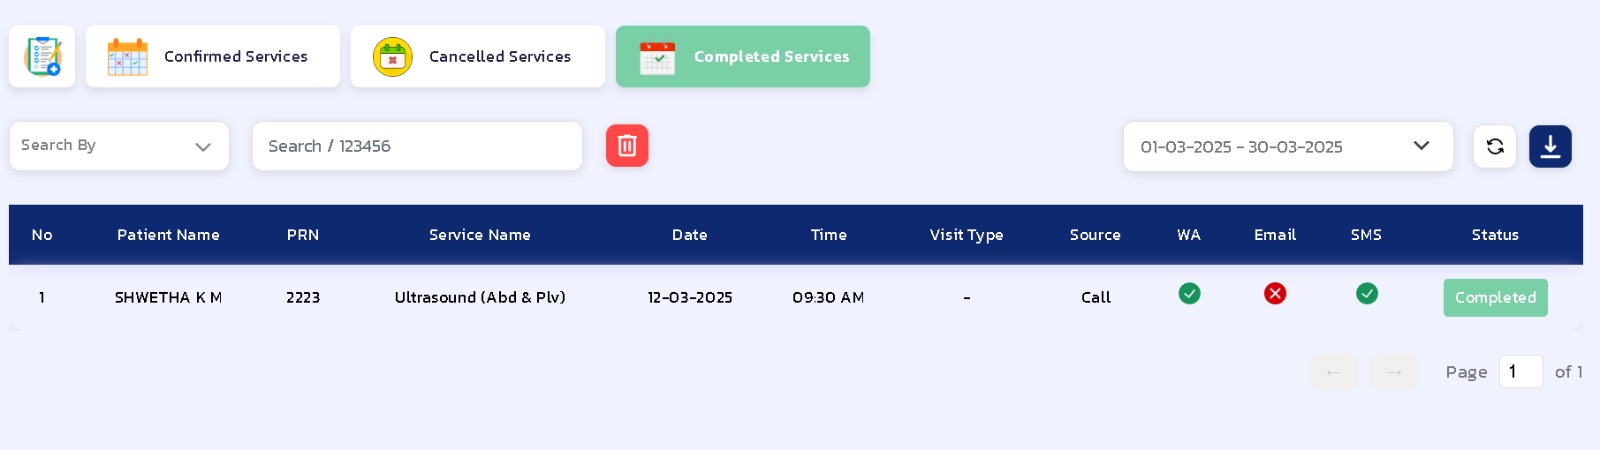 Confirmed Services Cancelled Services Completed Services
Search By Search / 123456 01-03-2025 - 30-03-2025
No Patient Name PRN Service Name Date Time Visit Type Source WA Email SMS Status
1 SHWETHA K M 2223 Ultrasound (Abd & Plv) 12-03-2025 09:30 AM - Call Completed
← → Page 1 of 1